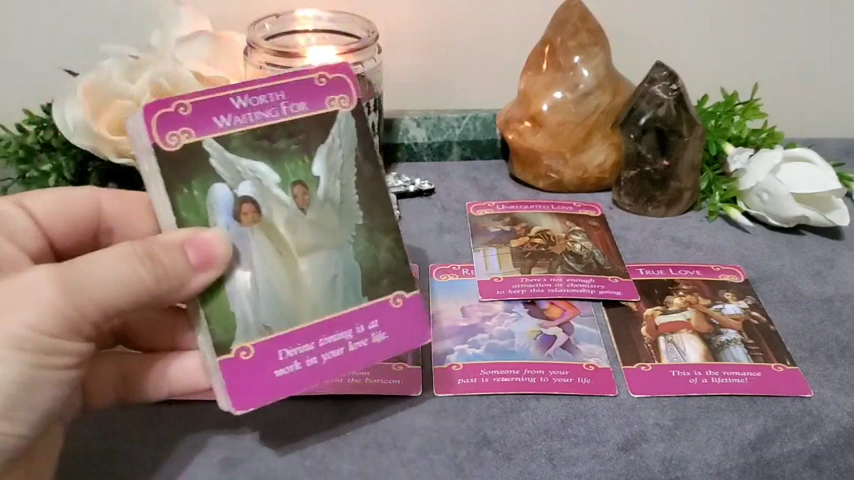 WORTH
WAITING FOR
Divine timing is at
work in your love life.
UNREQUITED LOVE
There's not enough
attraction or chemistry
to keep this relationship going.
Someone from your
past is returning to your life.
TRUE LOVE
This is the romance
of a lifetime!
the horizon.